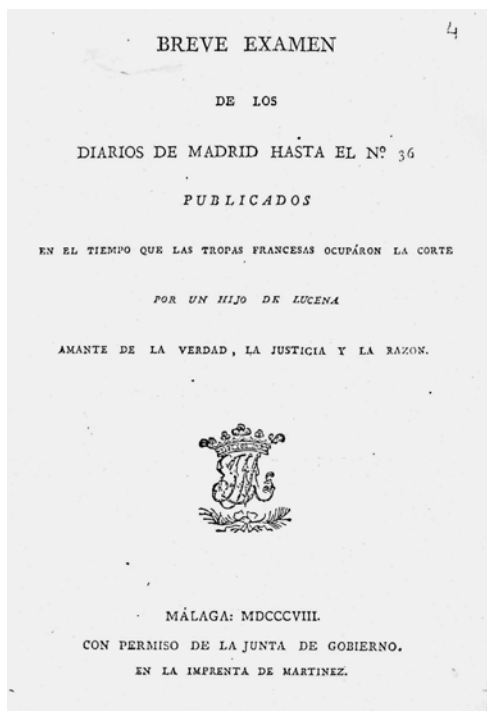 4
BREVE EXAMEN
DE LOS
DIARIOS DE MADRID HASTA EL Nº 36
PUBLICADOS
EN EL TIEMPO QUE LAS TROPAS FRANCESAS OCUPÁRON LA CORTE
POR UN HIJO DE LUCENA
AMANTE DE LA VERDAD, LA JUSTICIA Y LA RAZON.
MÁLAGA: MDCCCVIII.
CON PERMISO DE LA JUNTA DE GOBIERNO.
EN LA IMPRENTA DE MARTINEZ.